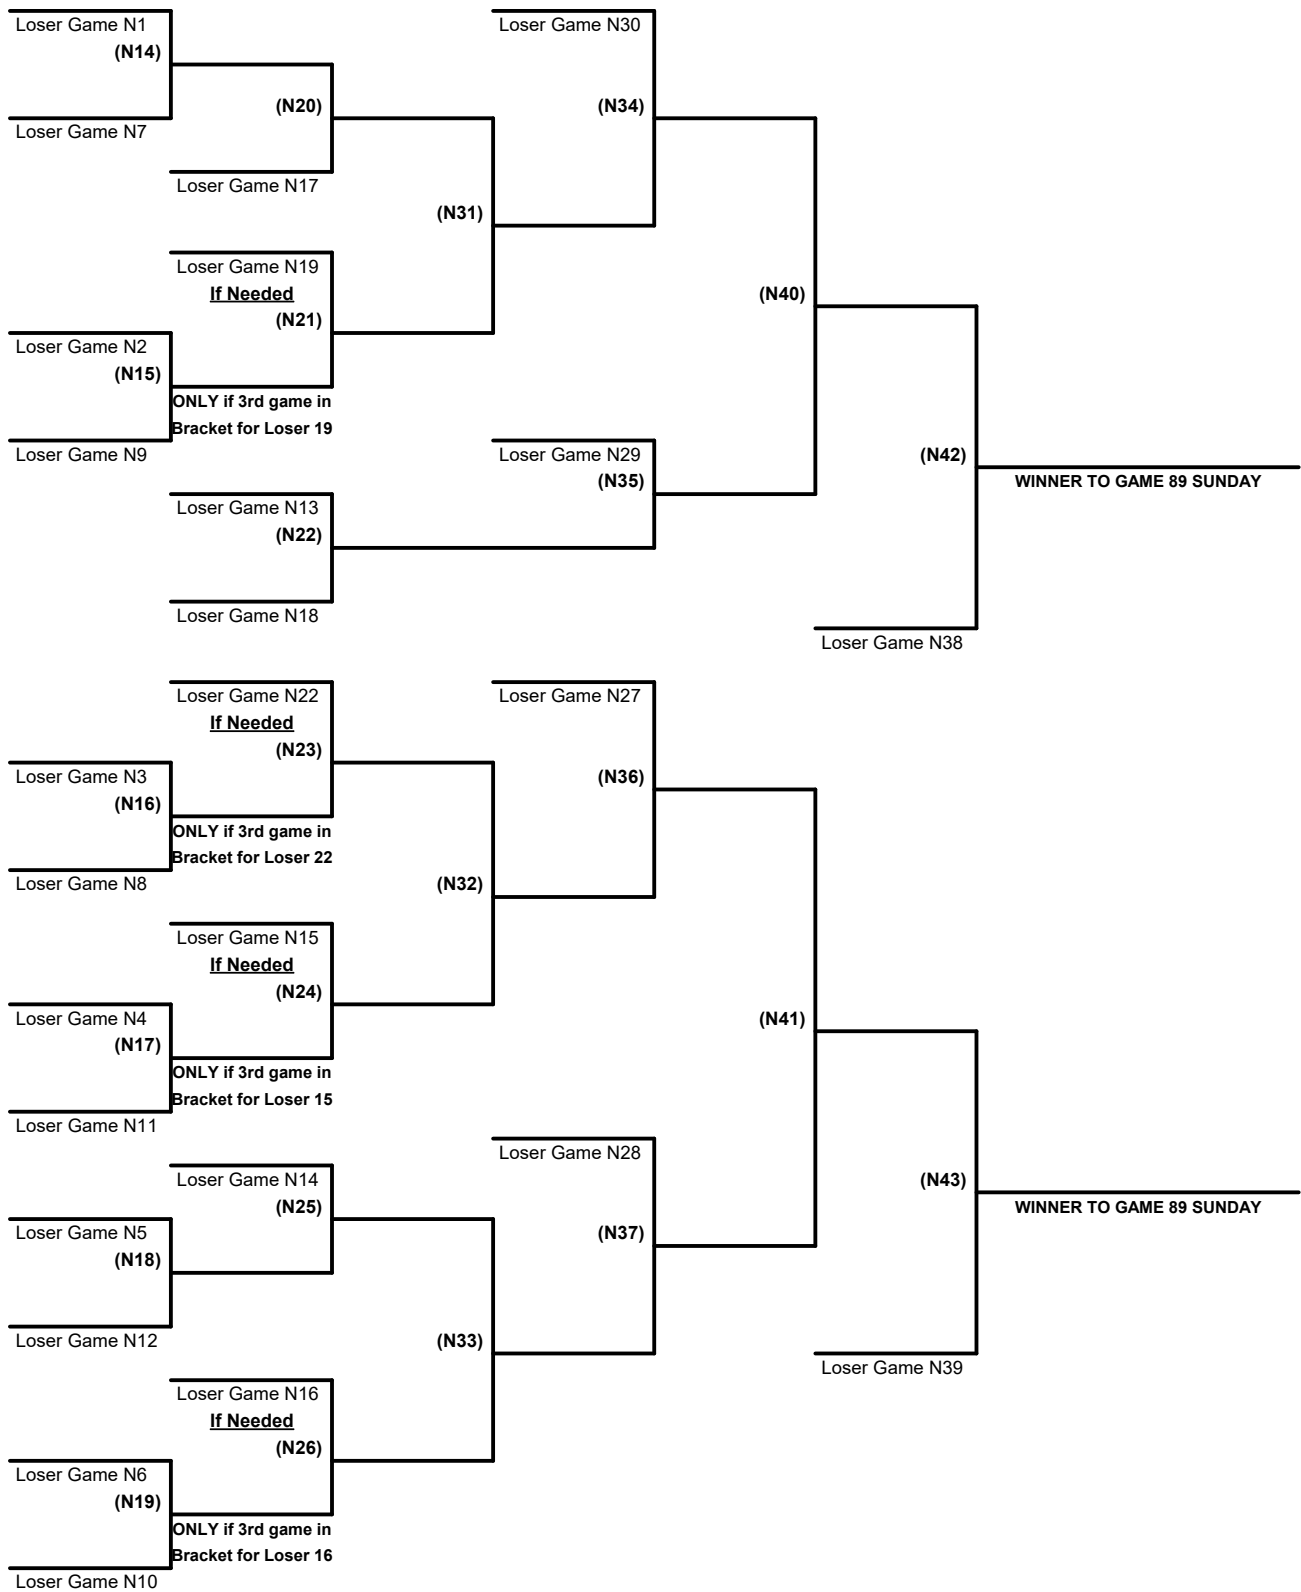 Loser Game N1
Loser Game N30
(N14)
(N20)
(N34)
Loser Game N7
Loser Game N17
(N31)
Loser Game N19
If Needed
(N40)
(N21)
Loser Game N2
(N15)
ONLY if 3rd game in
Bracket for Loser 19
Loser Game N9
Loser Game N29
(N42)
(N35)
WINNER TO GAME 89 SUNDAY
Loser Game N13
(N22)
Loser Game N18
Loser Game N38
Loser Game N22
Loser Game N27
If Needed
(N23)
Loser Game N3
(N36)
(N16)
ONLY if 3rd game in
Bracket for Loser 22
Loser Game N8
(N32)
Loser Game N15
If Needed
(N24)
Loser Game N4
(N41)
(N17)
ONLY if 3rd game in
Bracket for Loser 15
Loser Game N11
Loser Game N28
Loser Game N14
(N43)
(N25)
WINNER TO GAME 89 SUNDAY
Loser Game N5
(N37)
(N18)
Loser Game N12
(N33)
Loser Game N39
Loser Game N16
If Needed
(N26)
Loser Game N6
(N19)
ONLY if 3rd game in
Bracket for Loser 16
Loser Game N10